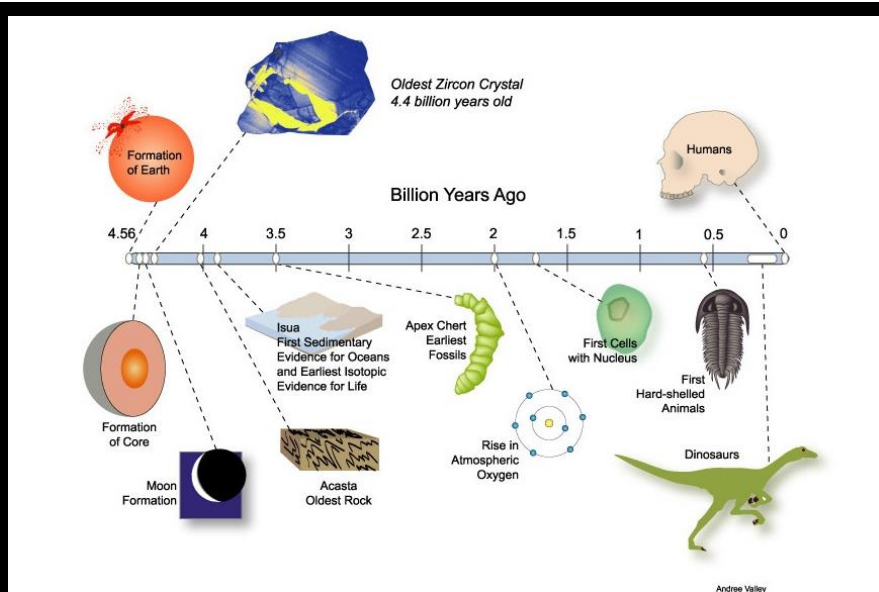 Oldest Zircon Crystal
4.4 billion years old
Formation
of Earth
Humans
Billion Years Ago
4.56 4 3.5 3 2.5 2 1.5 1 0.5 0
Isua
First Sedimentary
Evidence for Oceans
and Earliest Isotopic
Evidence for Life
Apex Chert
Earliest
Fossils
First Cells
with Nucleus
First
Hard-shelled
Animals
Formation
of Core
Moon
Formation
Acasta
Oldest Rock
Rise in
Atmospheric
Oxygen
Dinosaurs
Andree Valley